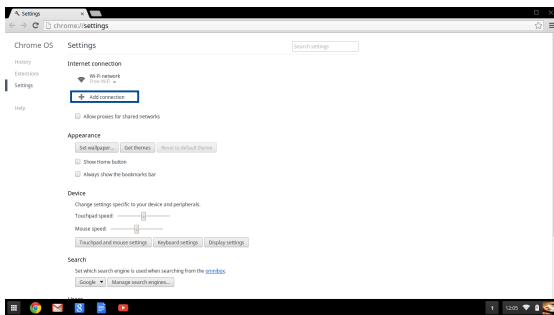 Settings
chrome://settings
Chrome OS
Settings
Search settings
History
Extensions
Settings
Help
Internet connection
Wi-Fi network
Free WiFi
Add connection
Allow proxies for shared networks
Appearance
Set wallpaper... Get themes Reset to default theme
Show Home button
Always show the bookmarks bar
Device
Change settings specific to your device and peripherals.
Touchpad speed:
Mouse speed:
Touchpad and mouse settings Keyboard settings Display settings
Search
Set which search engine is used when searching from the omnibox.
Google Manage search engines...
Users
1 12:05